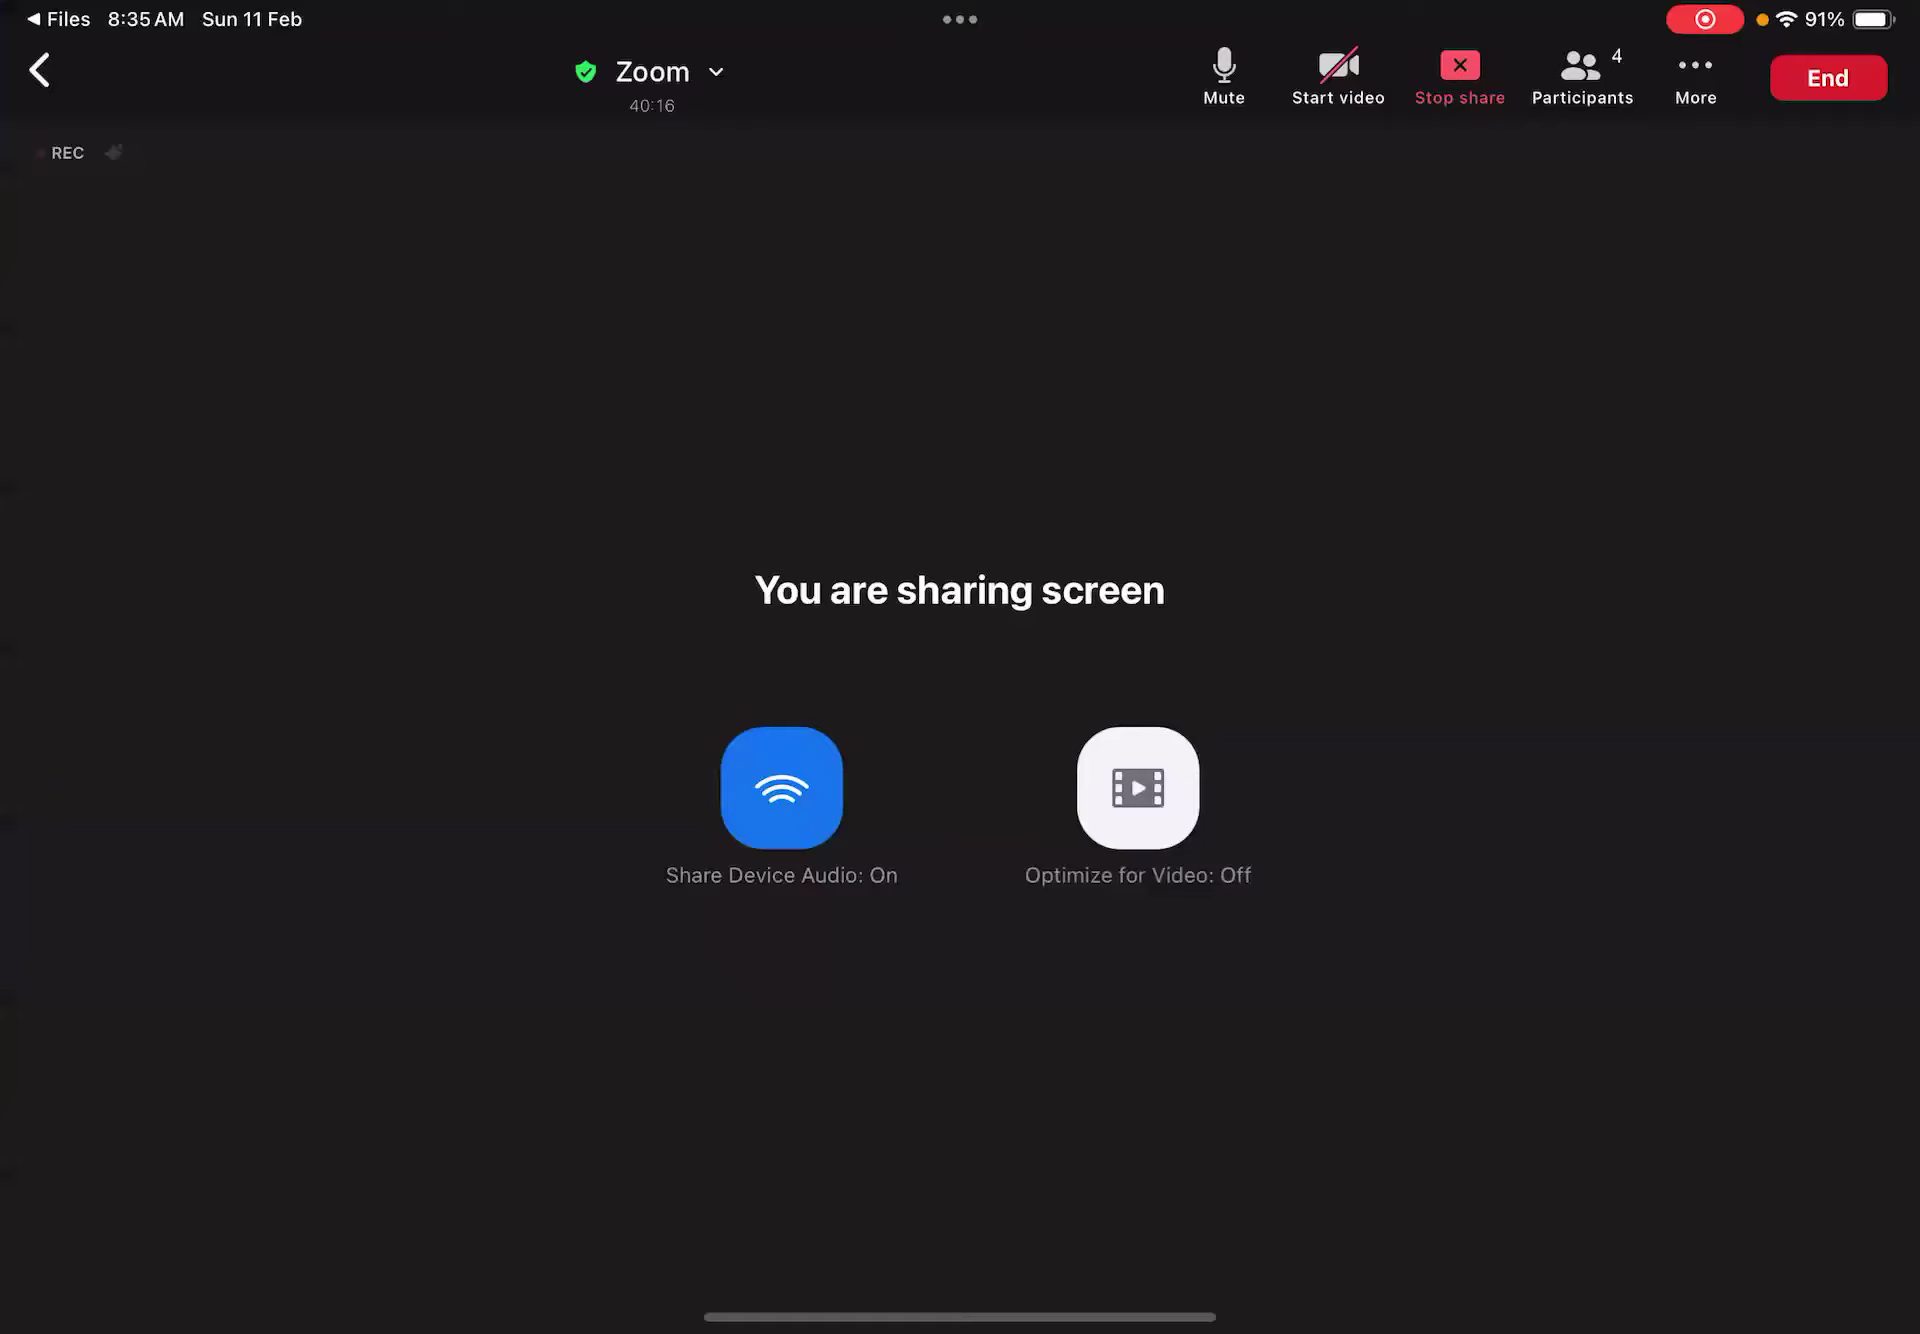 Files 8:35 AM Sun 11 Feb
91%
Zoom
40:16
Mute
Start video
Stop share
Participants 4
More
End
REC
You are sharing screen
Share Device Audio: On
Optimize for Video: Off